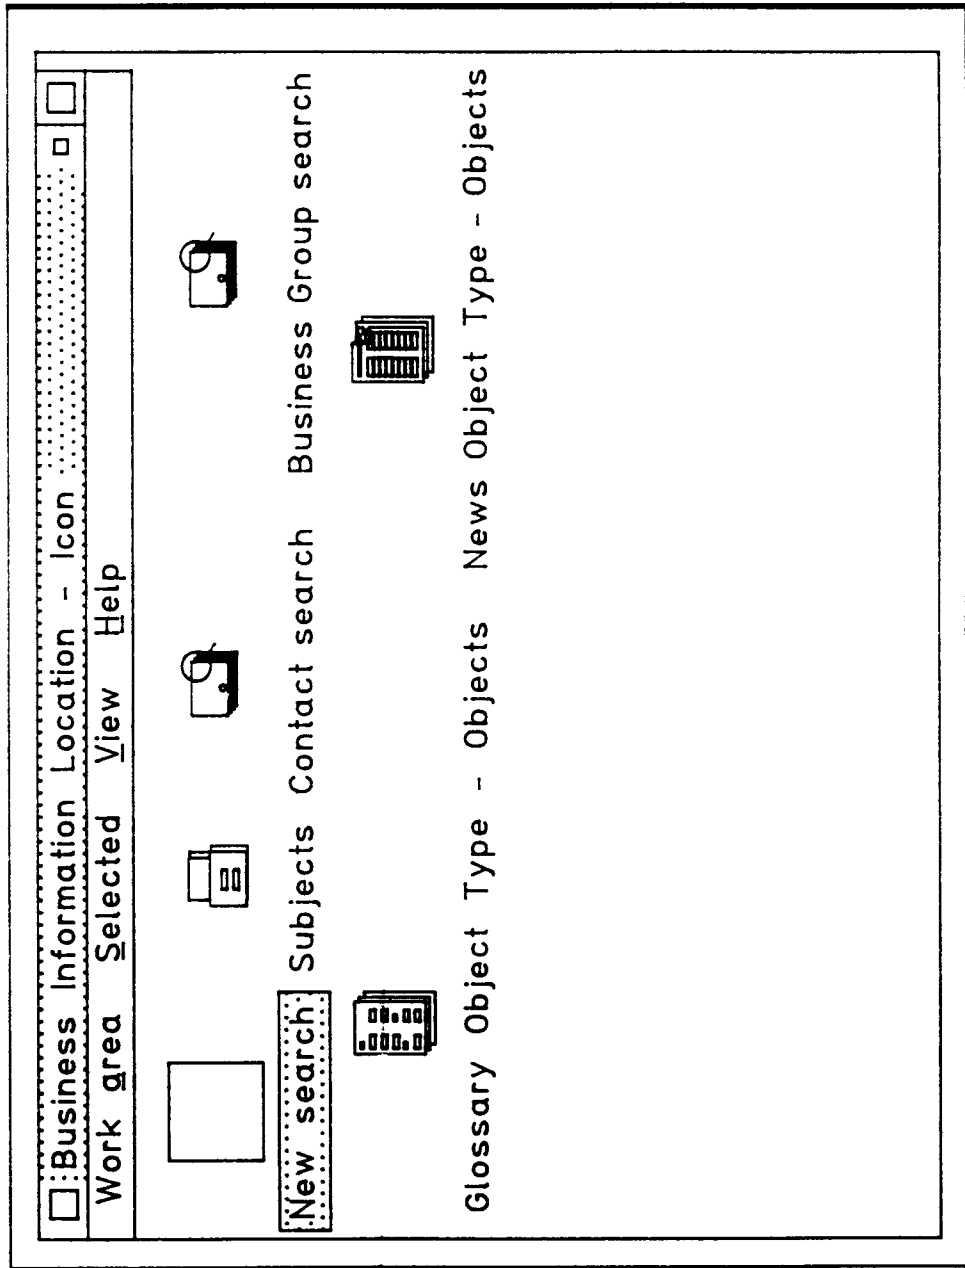 Business Information Location - Icon
Work area Selected View Help
New search Subjects Contact search Business Group search
Glossary Object Type - Objects News Object Type - Objects